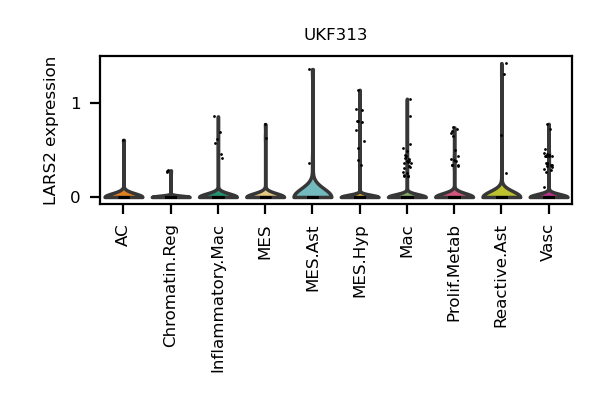 UKF313
LARS2 expression
1
0
AC
Chromatin.Reg
Inflammatory.Mac
MES
MES.Ast
MES.Hyp
Mac
Prolif.Metab
Reactive.Ast
Vasc